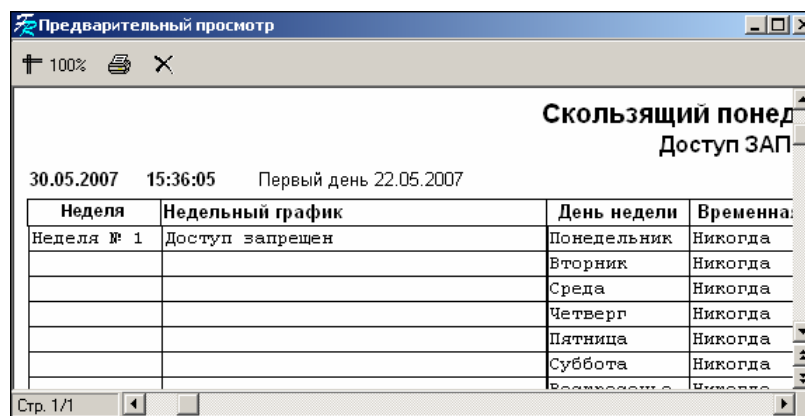 Предварительный просмотр
100%
Скользящий понед
Доступ ЗАП
30.05.2007 15:36:05 Первый день 22.05.2007
Неделя Недельный график День недели Временна
Неделя № 1 Доступ запрещен Понедельник Никогда
Вторник Никогда
Среда Никогда
Четверг Никогда
Пятница Никогда
Суббота Никогда
Стр. 1/1